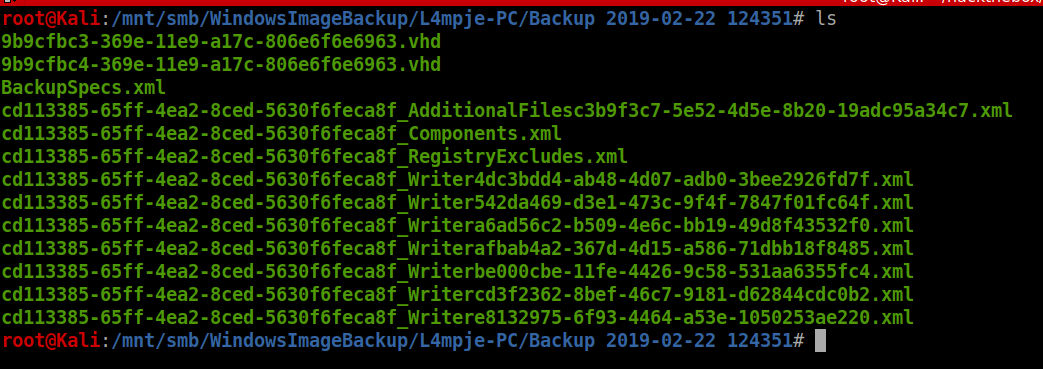 root@Kali:/mnt/smb/WindowsImageBackup/L4mpje-PC/Backup 2019-02-22 124351# ls
9b9cfbc3-369e-11e9-a17c-806e6f6e6963.vhd
9b9cfbc4-369e-11e9-a17c-806e6f6e6963.vhd
BackupSpecs.xml
cd113385-65ff-4ea2-8ced-5630f6feca8f_AdditionalFilesc3b9f3c7-5e52-4d5e-8b20-19adc95a34c7.xml
cd113385-65ff-4ea2-8ced-5630f6feca8f_Components.xml
cd113385-65ff-4ea2-8ced-5630f6feca8f_RegistryExcludes.xml
cd113385-65ff-4ea2-8ced-5630f6feca8f_Writer4dc3bdd4-ab48-4d07-adb0-3bee2926fd7f.xml
cd113385-65ff-4ea2-8ced-5630f6feca8f_Writer542da469-d3e1-473c-9f4f-7847f01fc64f.xml
cd113385-65ff-4ea2-8ced-5630f6feca8f_Writera6ad56c2-b509-4e6c-bb19-49d8f43532f0.xml
cd113385-65ff-4ea2-8ced-5630f6feca8f_Writerafbab4a2-367d-4d15-a586-71dbb18f8485.xml
cd113385-65ff-4ea2-8ced-5630f6feca8f_Writerbe000cbe-11fe-4426-9c58-531aa6355fc4.xml
cd113385-65ff-4ea2-8ced-5630f6feca8f_Writercd3f2362-8bef-46c7-9181-d62844cdc0b2.xml
cd113385-65ff-4ea2-8ced-5630f6feca8f_Writere8132975-6f93-4464-a53e-1050253ae220.xml
root@Kali:/mnt/smb/WindowsImageBackup/L4mpje-PC/Backup 2019-02-22 124351#